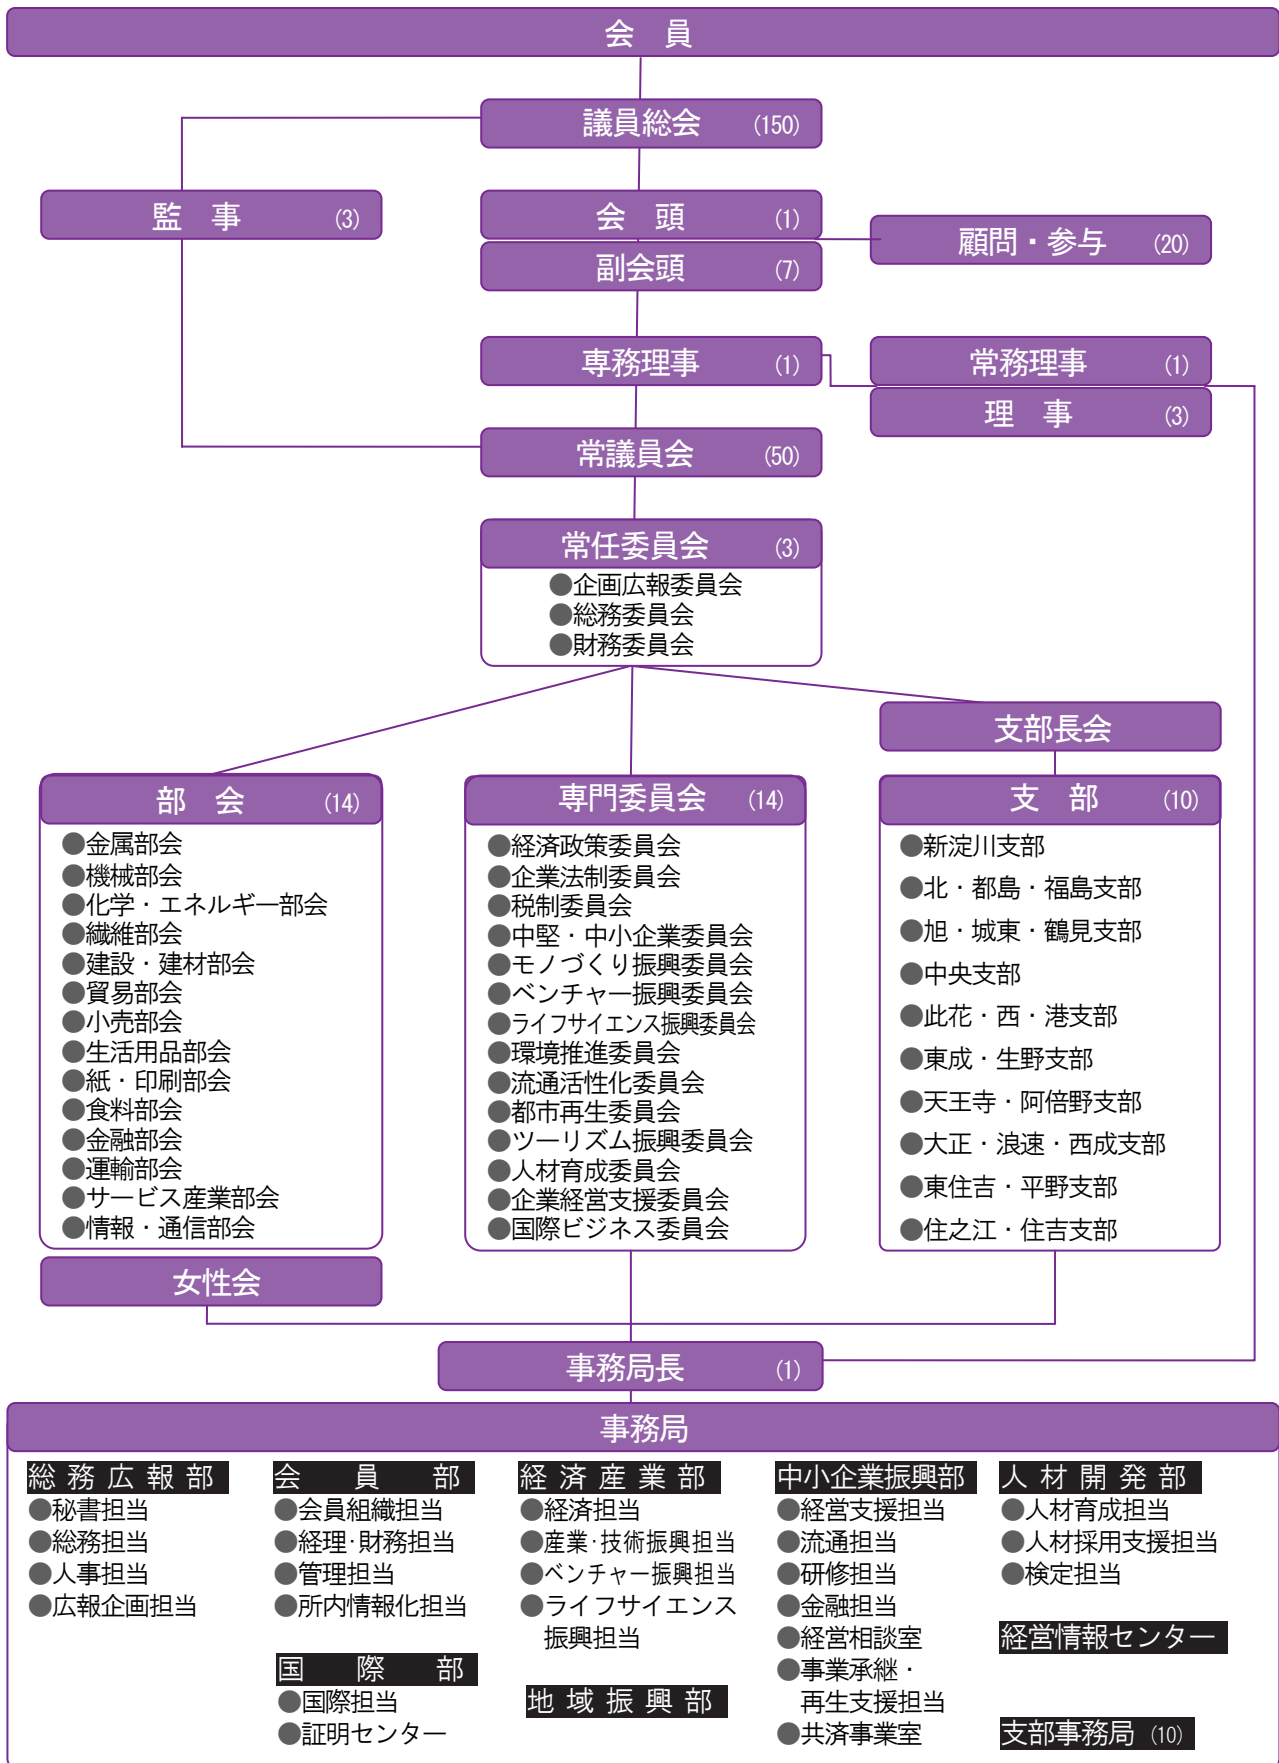 会　員
議員総会 (150)
監　事 (3)
会　頭 (1)
副会頭 (7)
顧問・参与 (20)
専務理事 (1)
常務理事 (1)
理　事 (3)
常議員会 (50)
常任委員会 (3)
●企画広報委員会
●総務委員会
●財務委員会
支部長会
部　会 (14)
●金属部会
●機械部会
●化学・エネルギー部会
●繊維部会
●建設・建材部会
●貿易部会
●小売部会
●生活用品部会
●紙・印刷部会
●食料部会
●金融部会
●運輸部会
●サービス産業部会
●情報・通信部会
女性会
専門委員会 (14)
●経済政策委員会
●企業法制委員会
●税制委員会
●中堅・中小企業委員会
●モノづくり振興委員会
●ベンチャー振興委員会
●ライフサイエンス振興委員会
●環境推進委員会
●流通活性化委員会
●都市再生委員会
●ツーリズム振興委員会
●人材育成委員会
●企業経営支援委員会
●国際ビジネス委員会
支　部 (10)
●新淀川支部
●北・都島・福島支部
●旭・城東・鶴見支部
●中央支部
●此花・西・港支部
●東成・生野支部
●天王寺・阿倍野支部
●大正・浪速・西成支部
●東住吉・平野支部
●住之江・住吉支部
事務局長 (1)
事務局
総務広報部
●秘書担当
●総務担当
●人事担当
●広報企画担当
会　員　部
●会員組織担当
●経理・財務担当
●管理担当
●所内情報化担当
国　際　部
●国際担当
●証明センター
経済産業部
●経済担当
●産業・技術振興担当
●ベンチャー振興担当
●ライフサイエンス
振興担当
地域振興部
中小企業振興部
●経営支援担当
●流通担当
●研修担当
●金融担当
●経営相談室
●事業承継・
再生支援担当
●共済事業室
人材開発部
●人材育成担当
●人材採用支援担当
●検定担当
経営情報センター
支部事務局 (10)